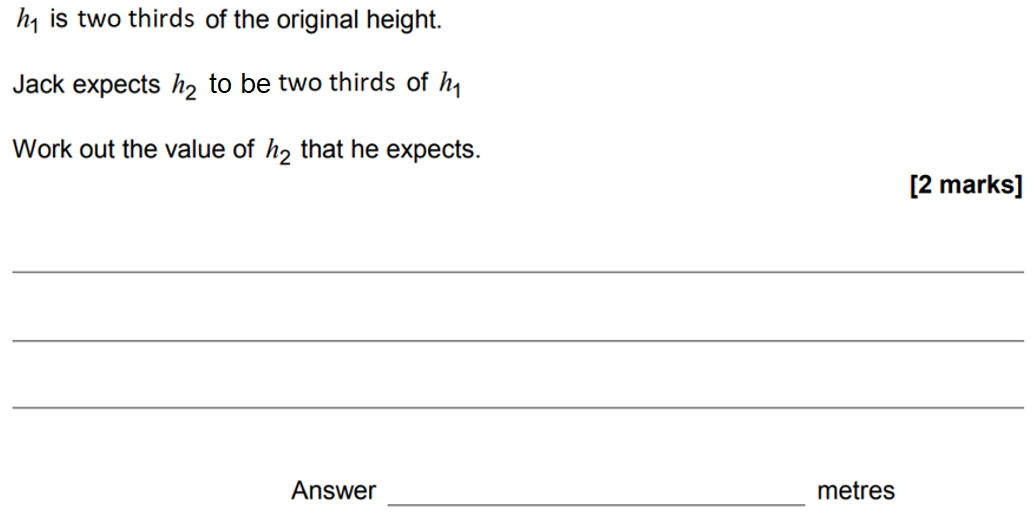 h₁ is two thirds of the original height.
Jack expects h₂ to be two thirds of h₁
Work out the value of h₂ that he expects.
[2 marks]
Answer
metres